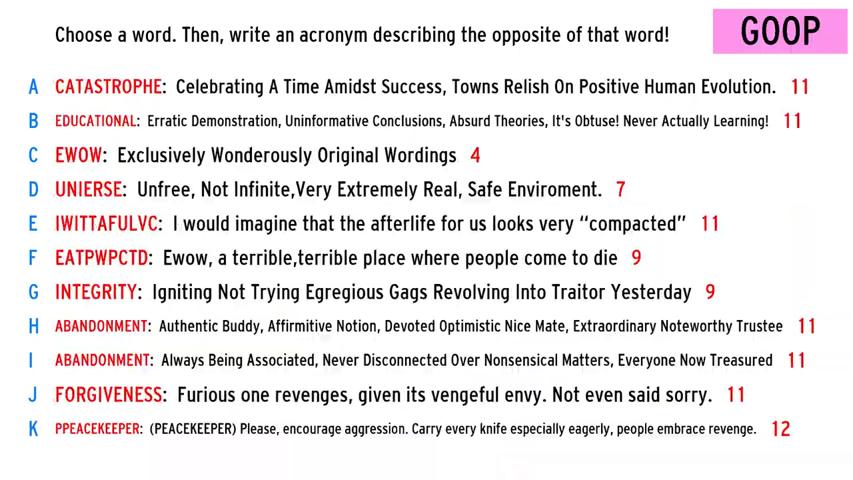 Choose a word. Then, write an acronym describing the opposite of that word!
GOOP
A CATASTROPHE: Celebrating A Time Amidst Success, Towns Relish On Positive Human Evolution. 11
B EDUCATIONAL: Erratic Demonstration, Uninformative Conclusions, Absurd Theories, It's Obtuse! Never Actually Learning! 11
C EWOW: Exclusively Wonderously Original Wordings 4
D UNIERSE: Unfree, Not Infinite,Very Extremely Real, Safe Enviroment. 7
E IWITTAFULVC: I would imagine that the afterlife for us looks very “compacted” 11
F EATPWPCTD: Ewow, a terrible,terrible place where people come to die 9
G INTEGRITY: Igniting Not Trying Egregious Gags Revolving Into Traitor Yesterday 9
H ABANDONMENT: Authentic Buddy, Affirmitive Notion, Devoted Optimistic Nice Mate, Extraordinary Noteworthy Trustee 11
I ABANDONMENT: Always Being Associated, Never Disconnected Over Nonsensical Matters, Everyone Now Treasured 11
J FORGIVENESS: Furious one revenges, given its vengeful envy. Not even said sorry. 11
K PPEACEKEEPER: (PEACEKEEPER) Please, encourage aggression. Carry every knife especially eagerly, people embrace revenge. 12